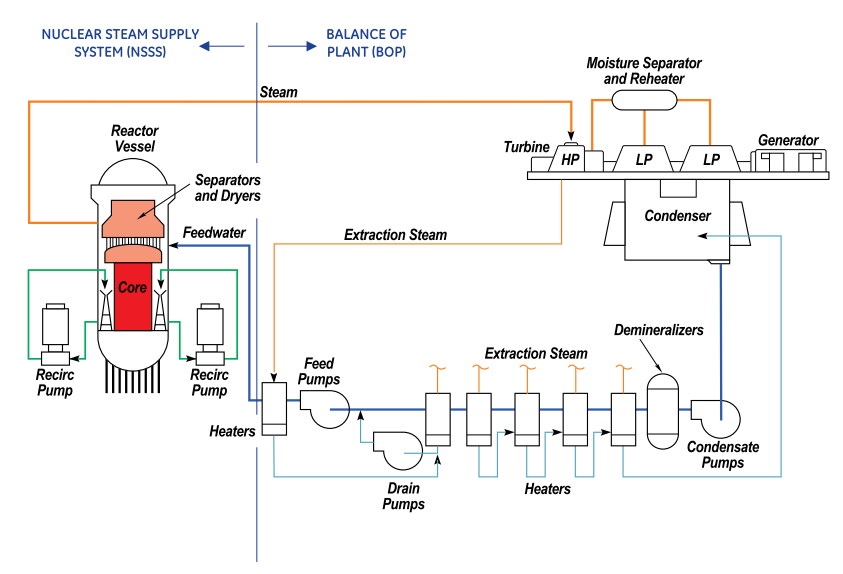 NUCLEAR STEAM SUPPLY
SYSTEM (NSSS)
BALANCE OF
PLANT (BOP)
Steam
Moisture Separator
and Reheater
Reactor
Vessel
Turbine
HP
LP
LP
Generator
Separators
and Dryers
Condenser
Feedwater
Extraction Steam
Core
Demineralizers
Extraction Steam
Feed
Pumps
Recirc
Pump
Recirc
Pump
Heaters
Condensate
Pumps
Drain
Pumps
Heaters